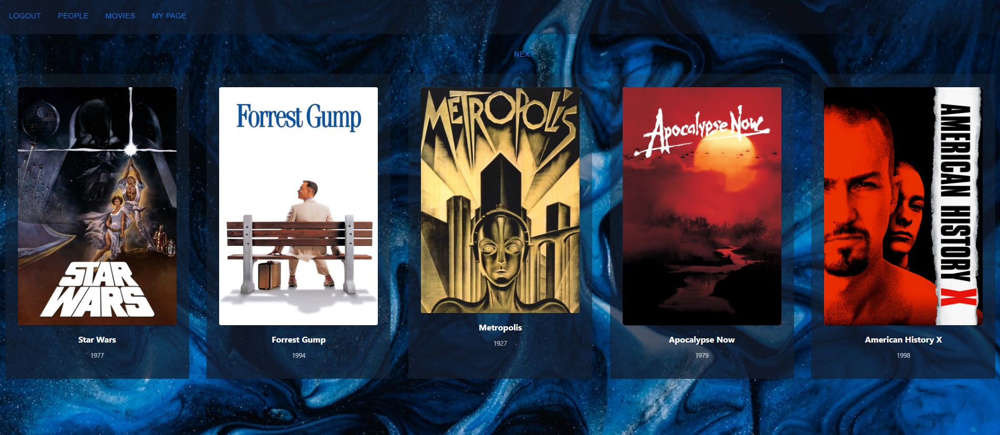 LOGOUT PEOPLE MOVIES MY PAGE
NEXT
STAR
WARS
Star Wars
1977
Forrest Gump
Forrest Gump
1994
METROPOLIS
Metropolis
1927
Apocalypse Now
Apocalypse Now
1979
AMERICAN HISTORY X
American History X
1998